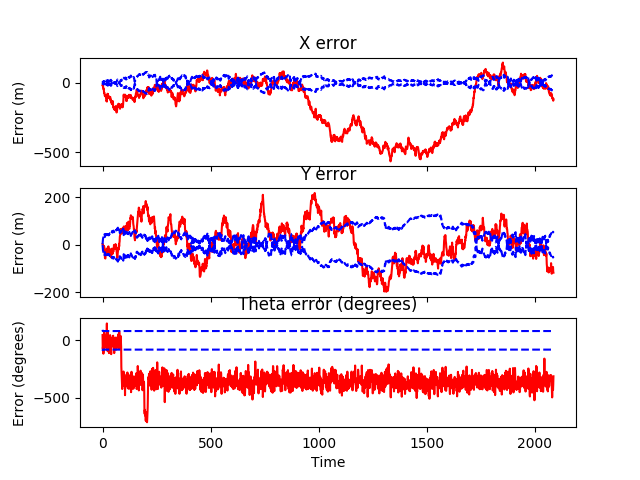 X error
0
−500
Error (m)
Y error
200
0
−200
Error (m)
Theta error (degrees)
0
−500
Error (degrees)
0 500 1000 1500 2000
Time